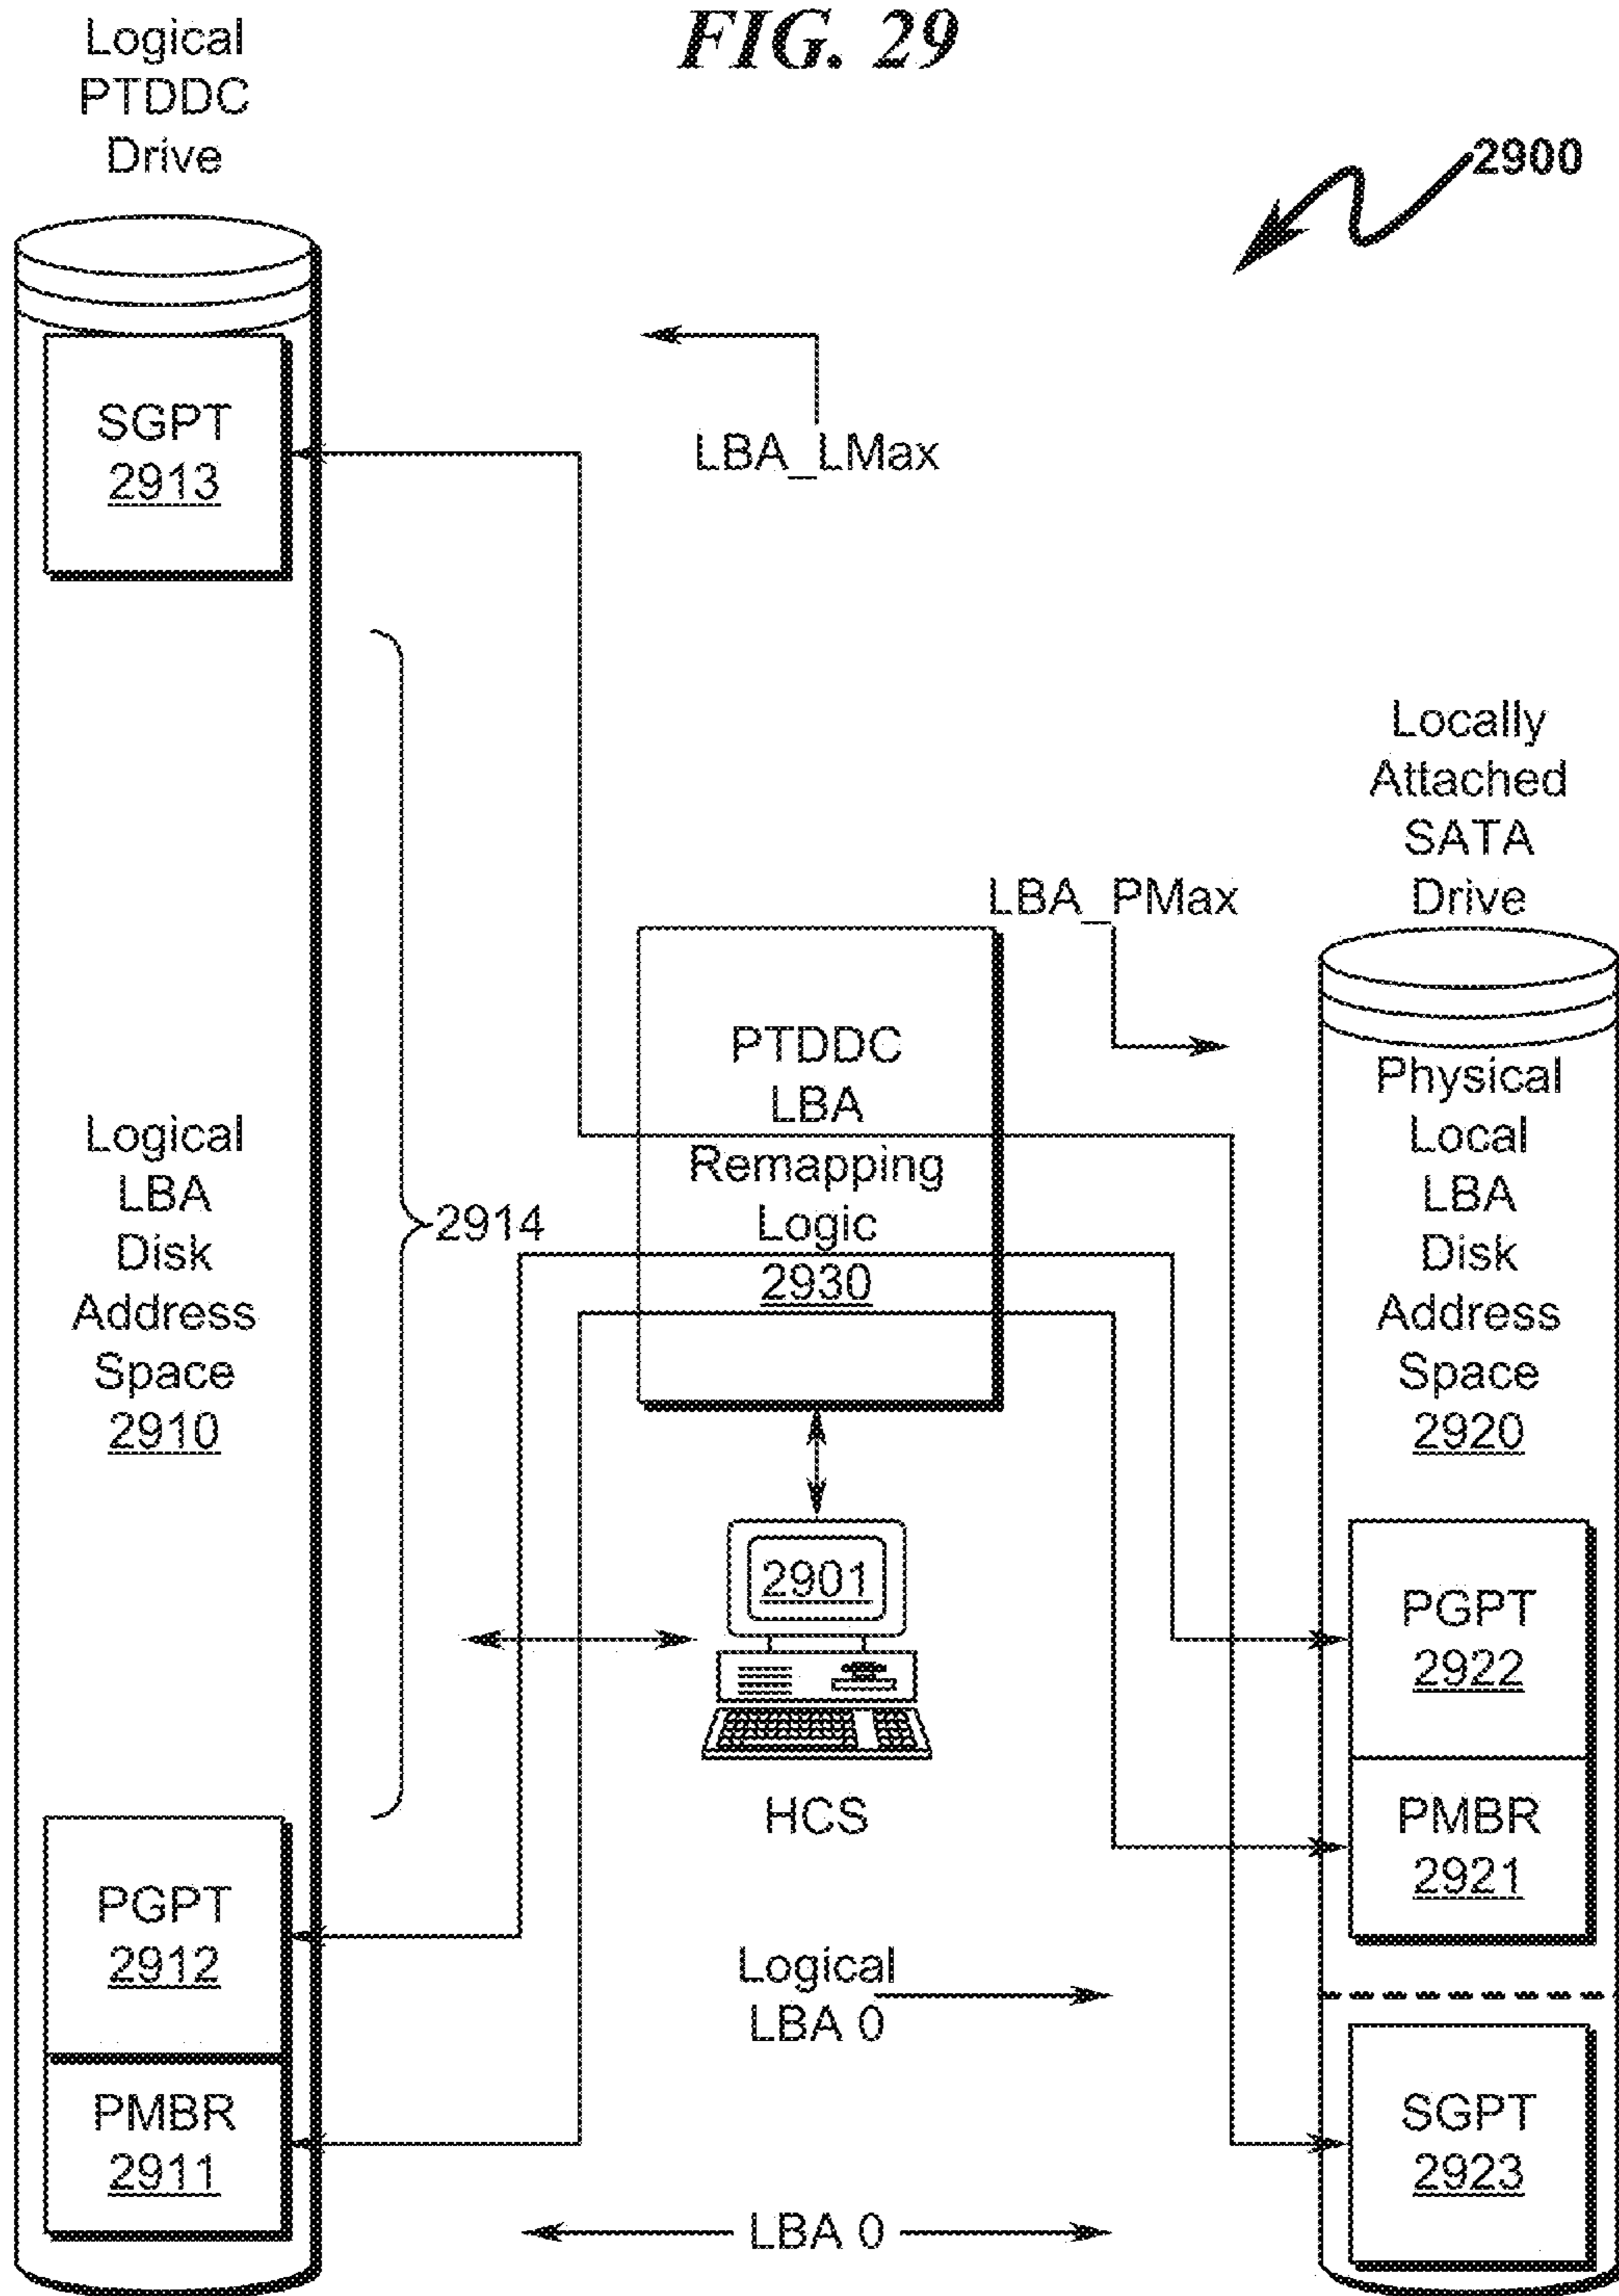 FIG. 29
Logical
PTDDC
Drive
2900
SGPT
2913
LBA_LMax
Locally
Attached
SATA
Drive
LBA_PMax
PTDDC
LBA
Remapping
Logic
2930
Physical
Local
LBA
Disk
Address
Space
2920
Logical
LBA
Disk
Address
Space
2910
2914
2901
HCS
PGPT
2922
PMBR
2921
PGPT
2912
PMBR
2911
Logical
LBA 0
SGPT
2923
LBA 0